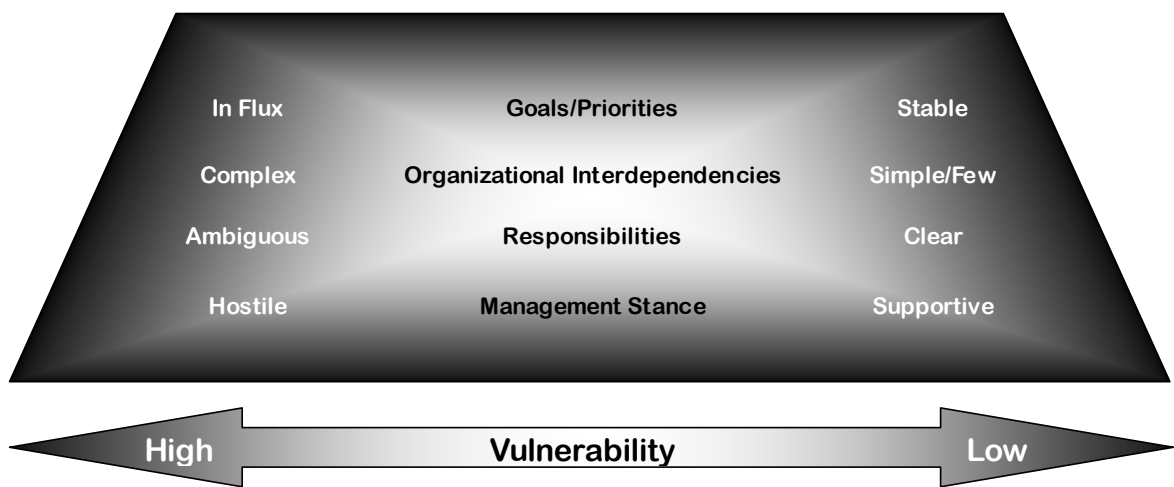 In Flux Goals/Priorities Stable
Complex Organizational Interdependencies Simple/Few
Ambiguous Responsibilities Clear
Hostile Management Stance Supportive
High Vulnerability Low